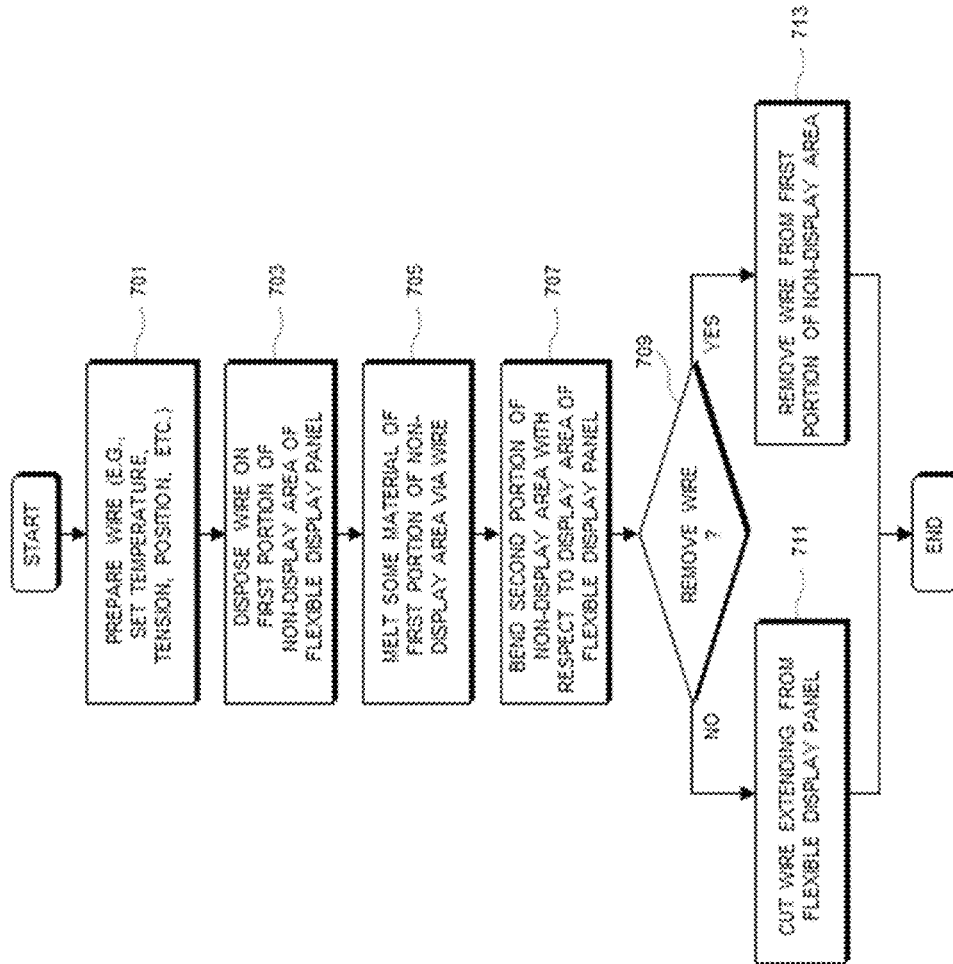 START
701
PREPARE WIRE (E.G.,
SET TEMPERATURE,
TENSION, POSITION, ETC.)
703
DISPOSE WIRE ON
FIRST PORTION OF
NON-DISPLAY AREA OF
FLEXIBLE DISPLAY PANEL
705
MELT SOME MATERIAL OF
FIRST PORTION OF NON-
DISPLAY AREA VIA WIRE
707
BEND SECOND PORTION OF
NON-DISPLAY AREA WITH
RESPECT TO DISPLAY AREA OF
FLEXIBLE DISPLAY PANEL
709
REMOVE WIRE
?
NO
YES
711
CUT WIRE EXTENDING FROM
FLEXIBLE DISPLAY PANEL
713
REMOVE WIRE FROM FIRST
PORTION OF NON-DISPLAY AREA
END